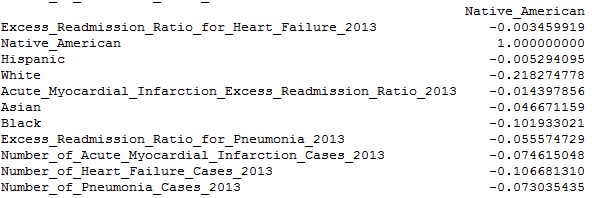 Native_American
Excess_Readmission_Ratio_for_Heart_Failure_2013 -0.003459919
Native_American 1.000000000
Hispanic -0.005294095
White -0.218274778
Acute_Myocardial_Infarction_Excess_Readmission_Ratio_2013 -0.014397856
Asian -0.046671159
Black -0.101933021
Excess_Readmission_Ratio_for_Pneumonia_2013 -0.055574729
Number_of_Acute_Myocardial_Infarction_Cases_2013 -0.074615048
Number_of_Heart_Failure_Cases_2013 -0.106681310
Number_of_Pneumonia_Cases_2013 -0.073035435